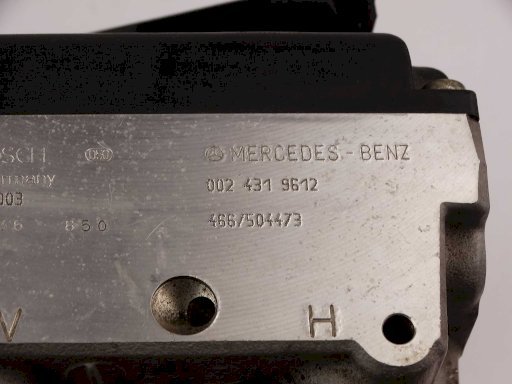 MERCEDES-BENZ
002 431 9612
003
850
466/504473
V
H